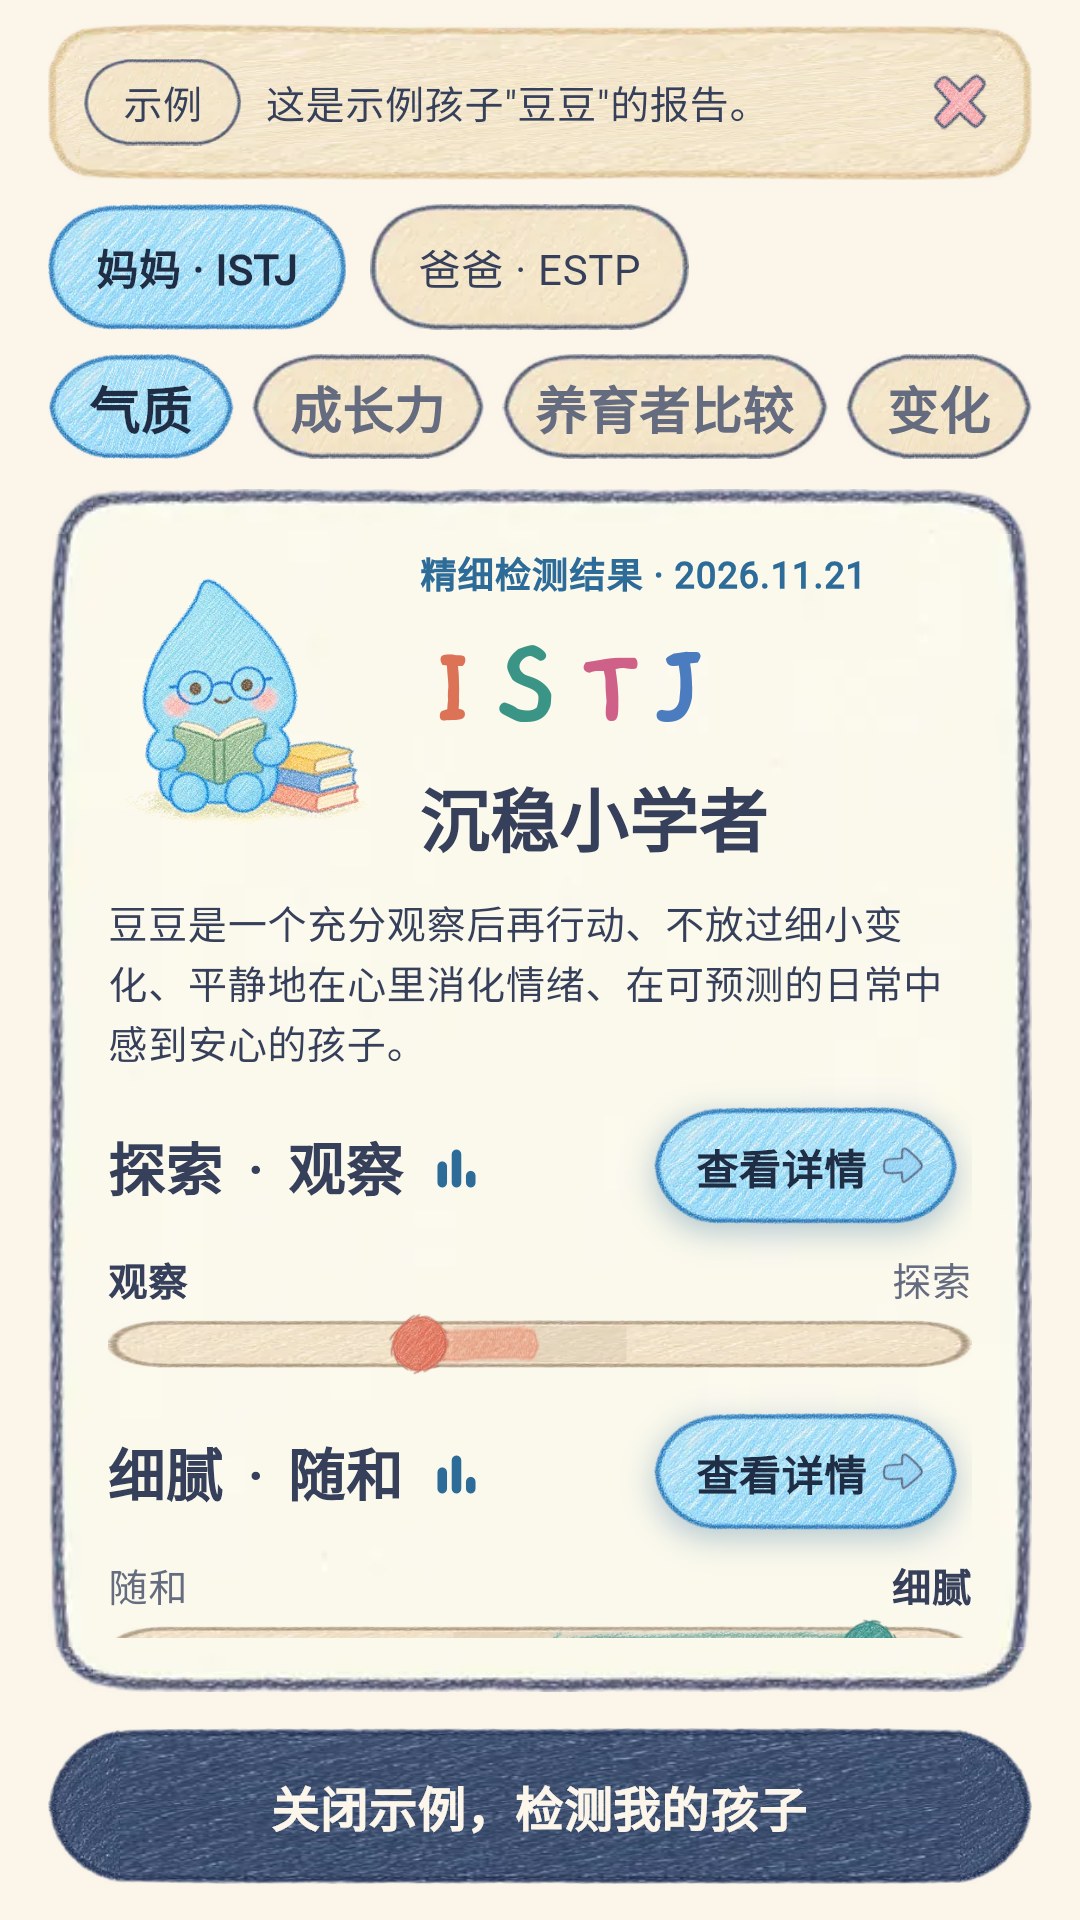 示例
这是示例孩子"豆豆"的报告。
妈妈 · ISTJ
爸爸 · ESTP
气质
成长力
养育者比较
变化
精细检测结果 · 2026.11.21
ISTJ
沉稳小学者
豆豆是一个充分观察后再行动、不放过细小变
化、平静地在心里消化情绪、在可预测的日常中
感到安心的孩子。
探索 · 观察
查看详情
观察
探索
细腻 · 随和
查看详情
随和
细腻
关闭示例，检测我的孩子